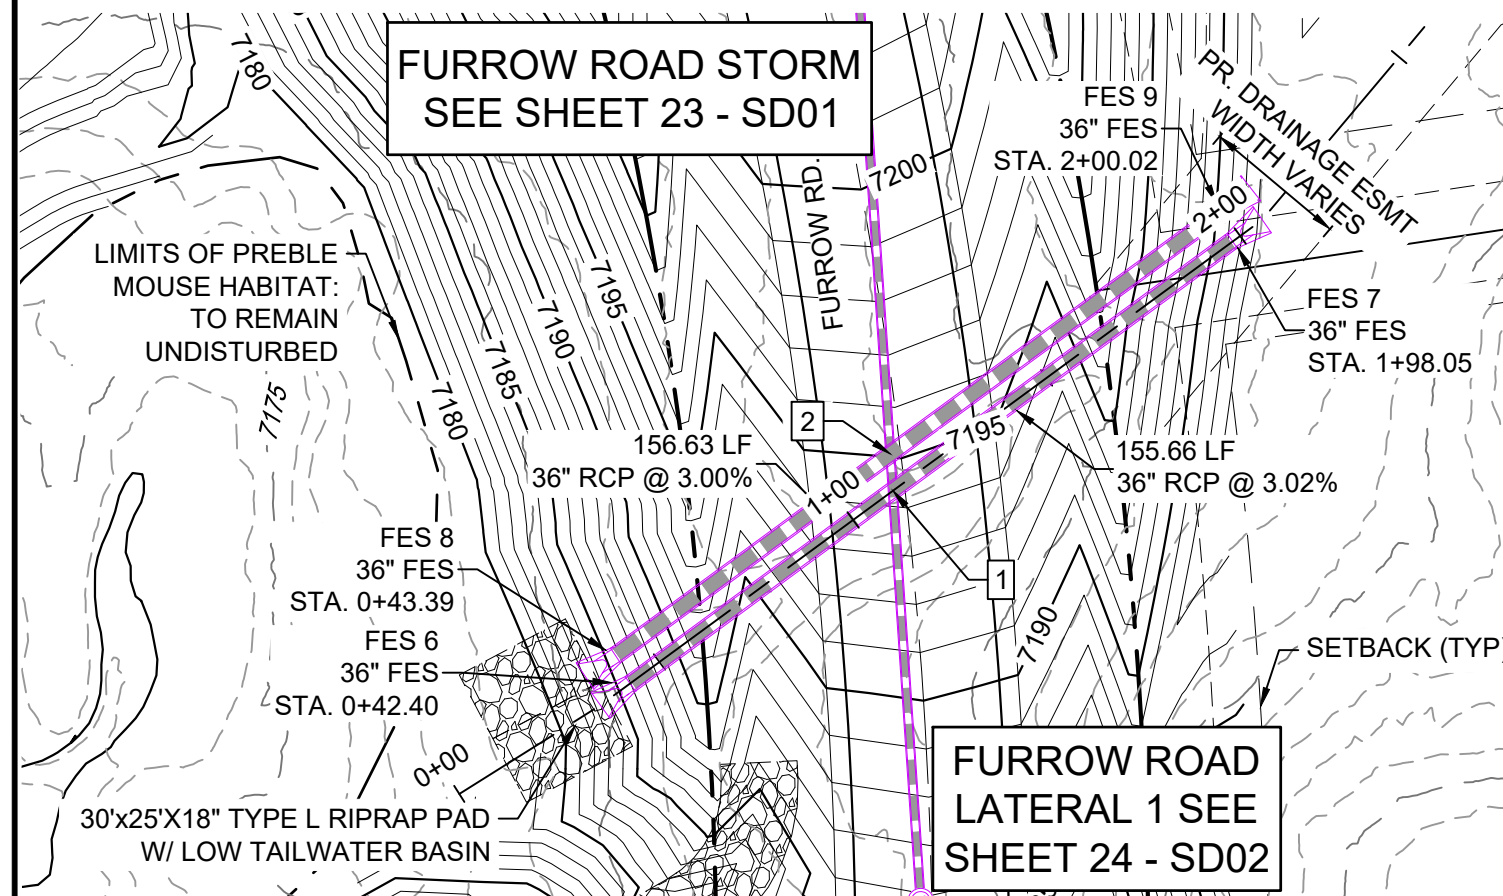 FURROW ROAD STORM
SEE SHEET 23 - SD01
7180
FURROW RD.
7200
FES 9
36" FES
STA. 2+00.02
PR. DRAINAGE ESMT
WIDTH VARIES
2+00
LIMITS OF PREBLE
MOUSE HABITAT:
TO REMAIN
UNDISTURBED
7195
7190
7185
7180
7175
FES 7
36" FES
STA. 1+98.05
2
7195
156.63 LF
36" RCP @ 3.00%
1+00
155.66 LF
36" RCP @ 3.02%
1
FES 8
36" FES
STA. 0+43.39
FES 6
36" FES
STA. 0+42.40
7190
SETBACK (TYP)
0+00
30'x25'X18" TYPE L RIPRAP PAD
W/ LOW TAILWATER BASIN
FURROW ROAD
LATERAL 1 SEE
SHEET 24 - SD02